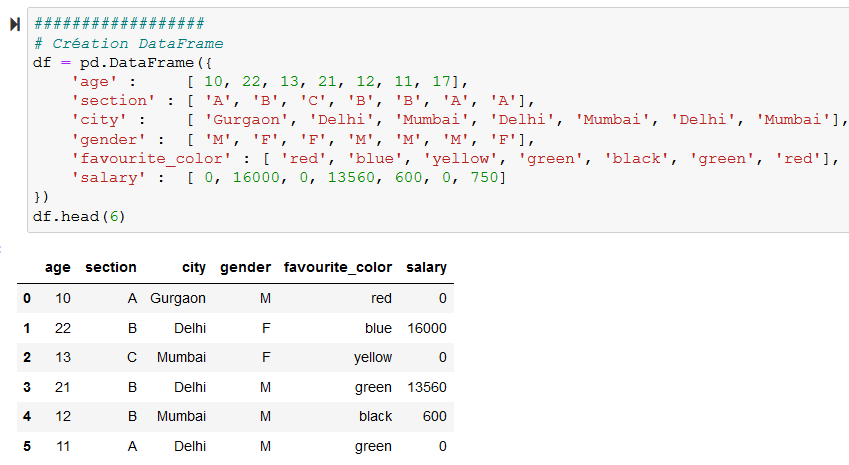 ##################
# Création DataFrame
df = pd.DataFrame({
    'age' :     [ 10, 22, 13, 21, 12, 11, 17],
    'section' : [ 'A', 'B', 'C', 'B', 'B', 'A', 'A'],
    'city' :    [ 'Gurgaon', 'Delhi', 'Mumbai', 'Delhi', 'Mumbai', 'Delhi', 'Mumbai'],
    'gender' :  [ 'M', 'F', 'F', 'M', 'M', 'M', 'F'],
    'favourite_color' : [ 'red', 'blue', 'yellow', 'green', 'black', 'green', 'red'],
    'salary' :  [ 0, 16000, 0, 13560, 600, 0, 750]
})
df.head(6)
age section city gender favourite_color salary
0 10 A Gurgaon M red 0
1 22 B Delhi F blue 16000
2 13 C Mumbai F yellow 0
3 21 B Delhi M green 13560
4 12 B Mumbai M black 600
5 11 A Delhi M green 0